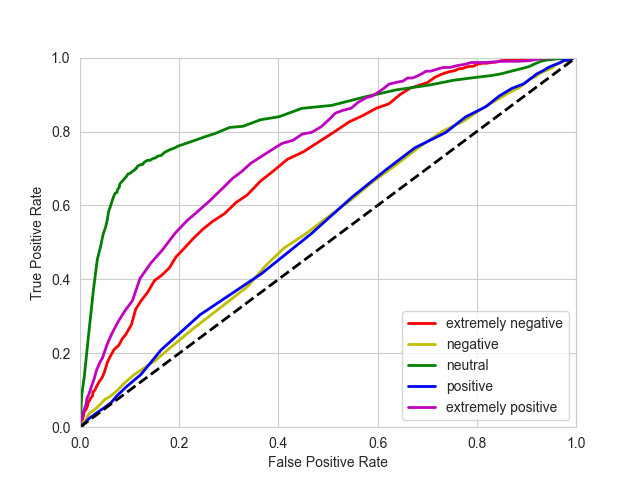 1.0
0.8
0.6
0.4
0.2
0.0
True Positive Rate
0.0 0.2 0.4 0.6 0.8 1.0
False Positive Rate
extremely negative
negative
neutral
positive
extremely positive